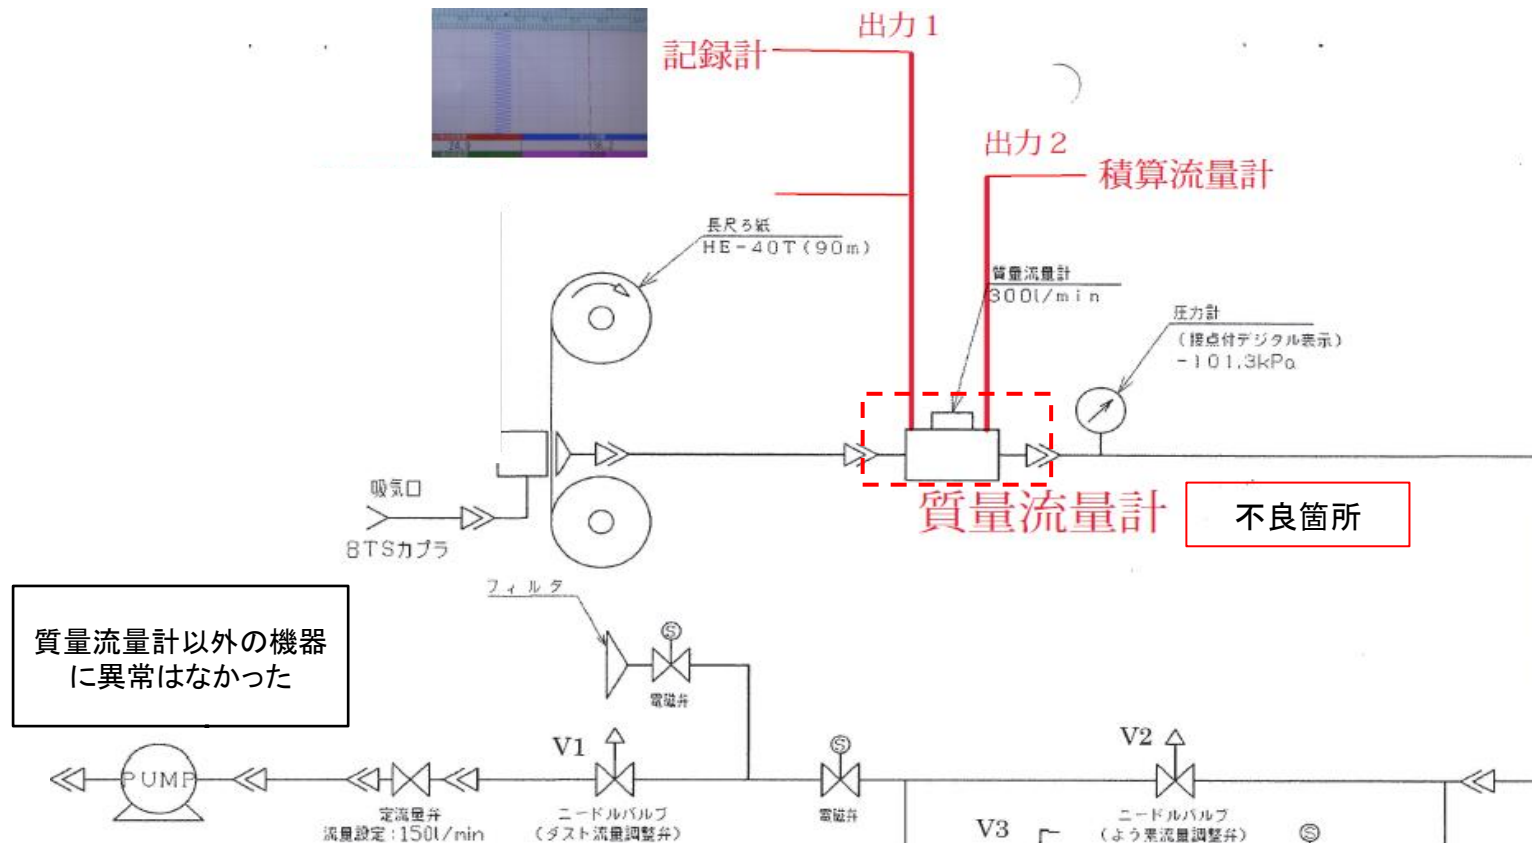 出力1
記録計
出力2
積算流量計
長尺ろ紙
HE-40T(90m)
質量流量計
300l/min
圧力計
(接点付デジタル表示)
-101.3kPa
吸気口
BTSカプラ
質量流量計
不良箇所
フィルタ
質量流量計以外の機器
に異常はなかった
S
電磁弁
V1
S
V2
PUMP
定流量弁
流量設定:150l/min
ニードルバルブ
(ダスト流量調整弁)
電磁弁
ニードルバルブ
(よう素流量調整弁)
V3
S